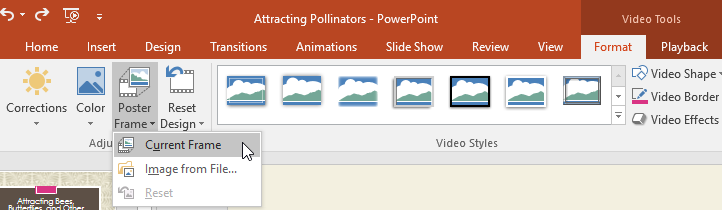 Attracting Pollinators - PowerPoint
Video Tools
Home Insert Design Transitions Animations Slide Show Review View Format Playback
Corrections
Color
Poster
Frame
Reset
Design
Video Shape
Video Border
Video Effects
Adju
Video Styles
Current Frame
Image from File...
Reset
Attracting Bees,
Butterflies, and Other